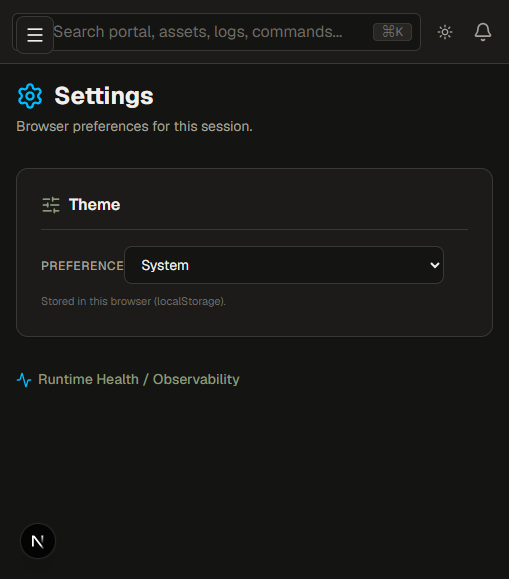 Search portal, assets, logs, commands...
⌘K
Settings
Browser preferences for this session.
Theme
PREFERENCE
System
Stored in this browser (localStorage).
Runtime Health / Observability
N